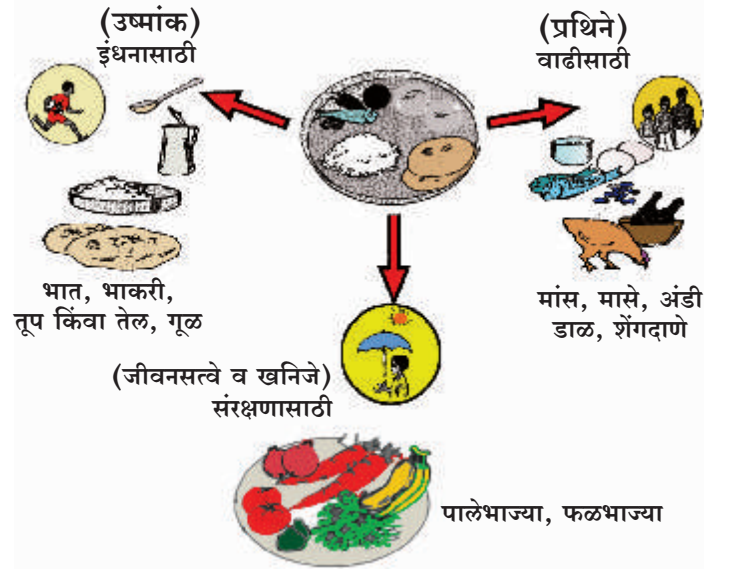 (उष्मांक)
इंधनासाठी
(प्रथिने)
वाढीसाठी
भात, भाकरी,
तूप किंवा तेल, गूळ
मांस, मासे, अंडी
डाळ, शेंगदाणे
(जीवनसत्वे व खनिजे)
संरक्षणासाठी
पालेभाज्या, फळभाज्या